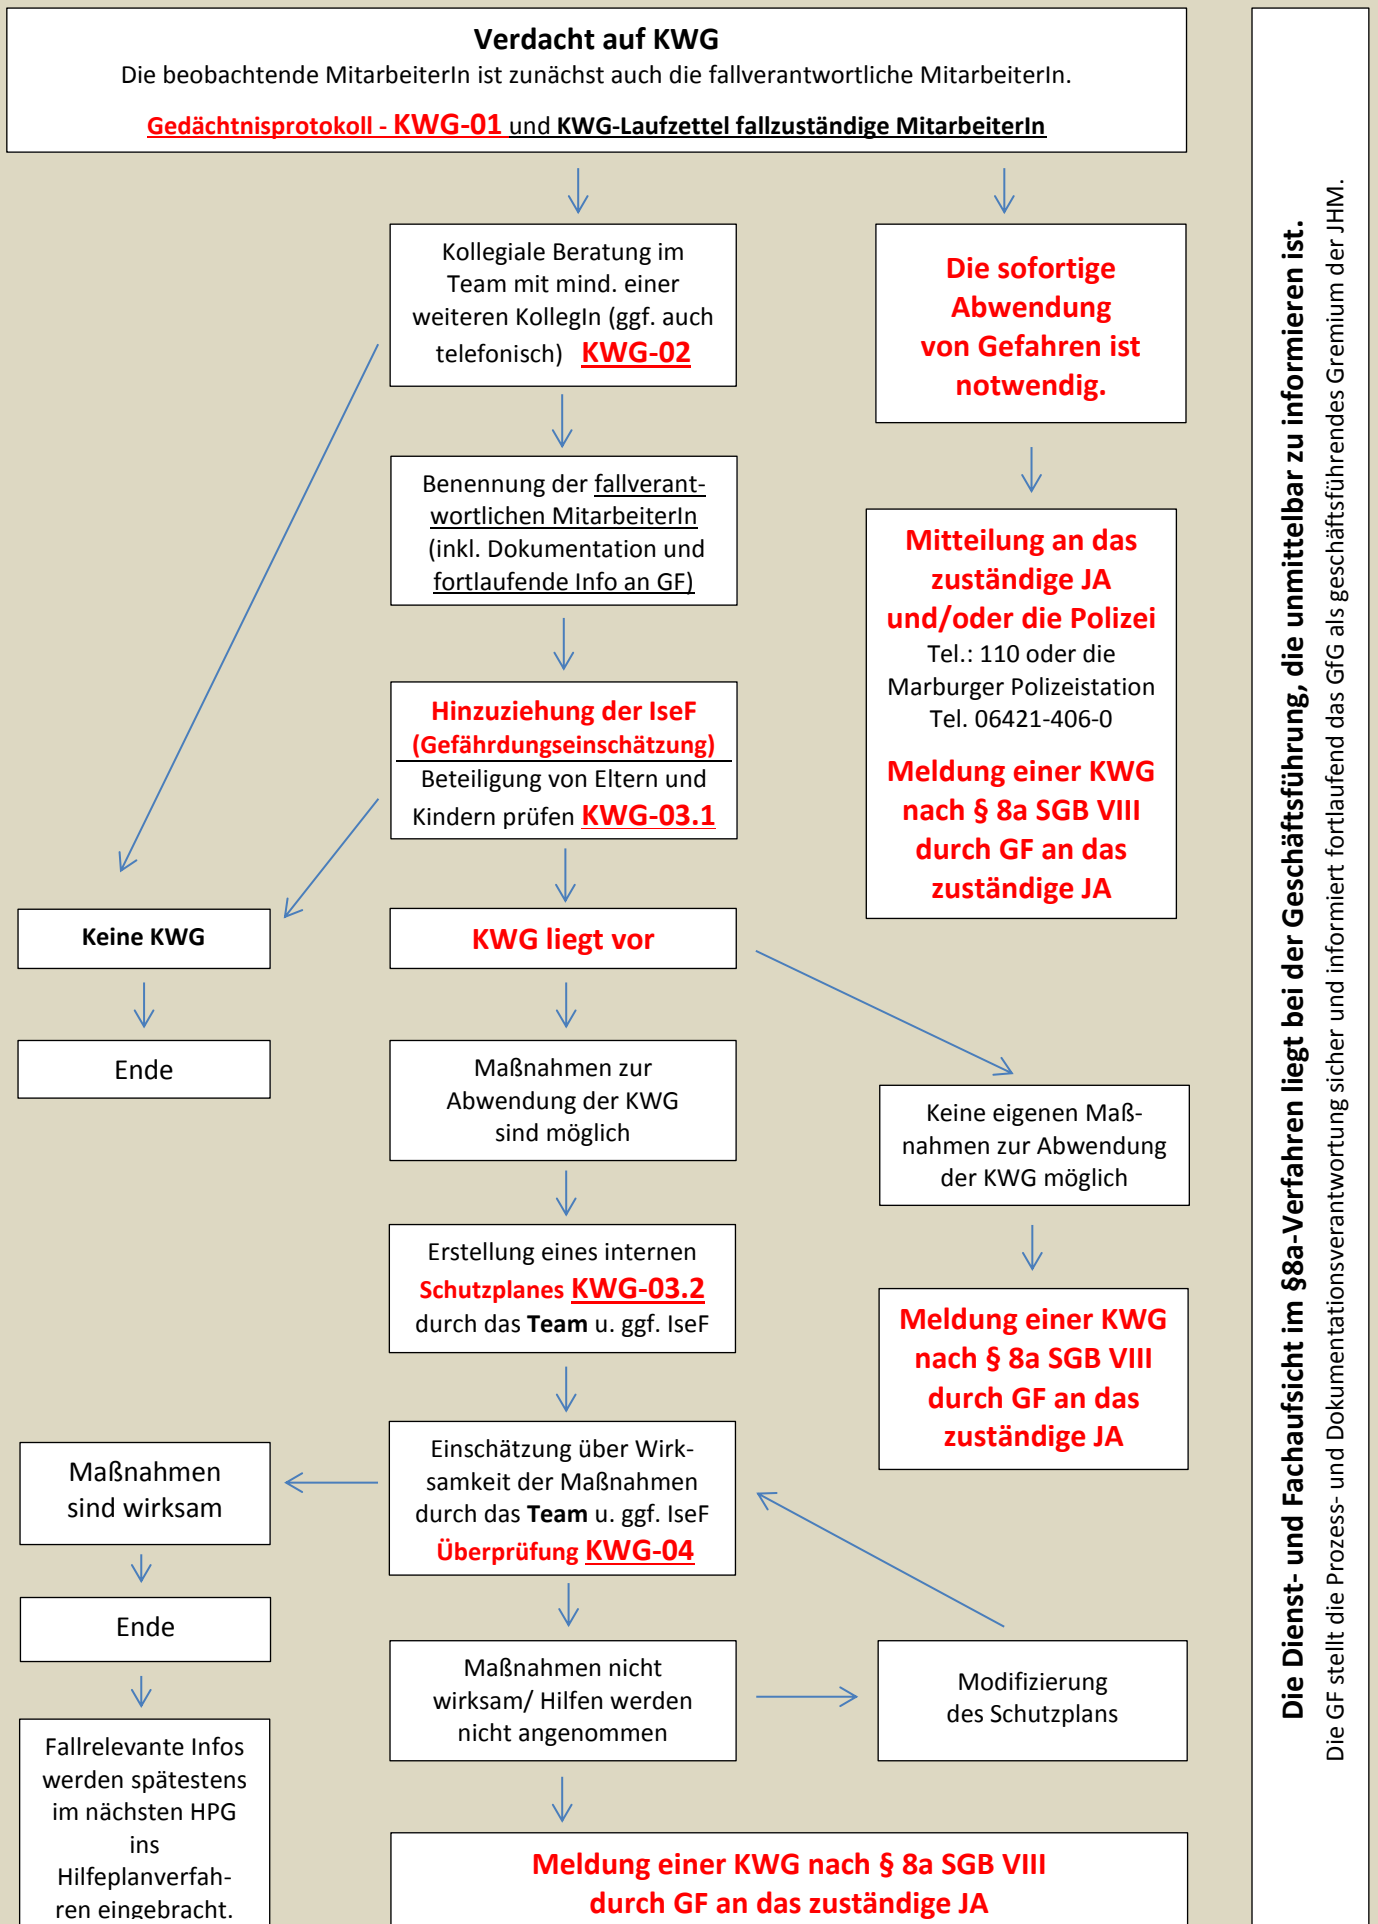 Verdacht auf KWG
Die beobachtende MitarbeiterIn ist zunächst auch die fallverantwortliche MitarbeiterIn.
Gedächtnisprotokoll - KWG-01 und KWG-Laufzettel fallzuständige MitarbeiterIn
Kollegiale Beratung im
Team mit mind. einer
weiteren KollegIn (ggf. auch
telefonisch) KWG-02
Die sofortige
Abwendung
von Gefahren ist
notwendig.
Benennung der fallverant-
wortlichen MitarbeiterIn
(inkl. Dokumentation und
fortlaufende Info an GF)
Mitteilung an das
zuständige JA
und/oder die Polizei
Tel.: 110 oder die
Marburger Polizeistation
Tel. 06421-406-0
Meldung einer KWG
nach § 8a SGB VIII
durch GF an das
zuständige JA
Hinzuziehung der IseF
(Gefährdungseinschätzung)
Beteiligung von Eltern und
Kindern prüfen KWG-03.1
Keine KWG
KWG liegt vor
Ende
Maßnahmen zur
Abwendung der KWG
sind möglich
Keine eigenen Maß-
nahmen zur Abwendung
der KWG möglich
Erstellung eines internen
Schutzplanes KWG-03.2
durch das Team u. ggf. IseF
Meldung einer KWG
nach § 8a SGB VIII
durch GF an das
zuständige JA
Einschätzung über Wirk-
samkeit der Maßnahmen
durch das Team u. ggf. IseF
Überprüfung KWG-04
Maßnahmen
sind wirksam
Ende
Maßnahmen nicht
wirksam/ Hilfen werden
nicht angenommen
Modifizierung
des Schutzplans
Fallrelevante Infos
werden spätestens
im nächsten HPG
ins
Hilfeplanverfah-
ren eingebracht.
Meldung einer KWG nach § 8a SGB VIII
durch GF an das zuständige JA
Die Dienst- und Fachaufsicht im §8a-Verfahren liegt bei der Geschäftsführung, die unmittelbar zu informieren ist.
Die GF stellt die Prozess- und Dokumentationsverantwortung sicher und informiert fortlaufend das GfG als geschäftsführendes Gremium der JHM.